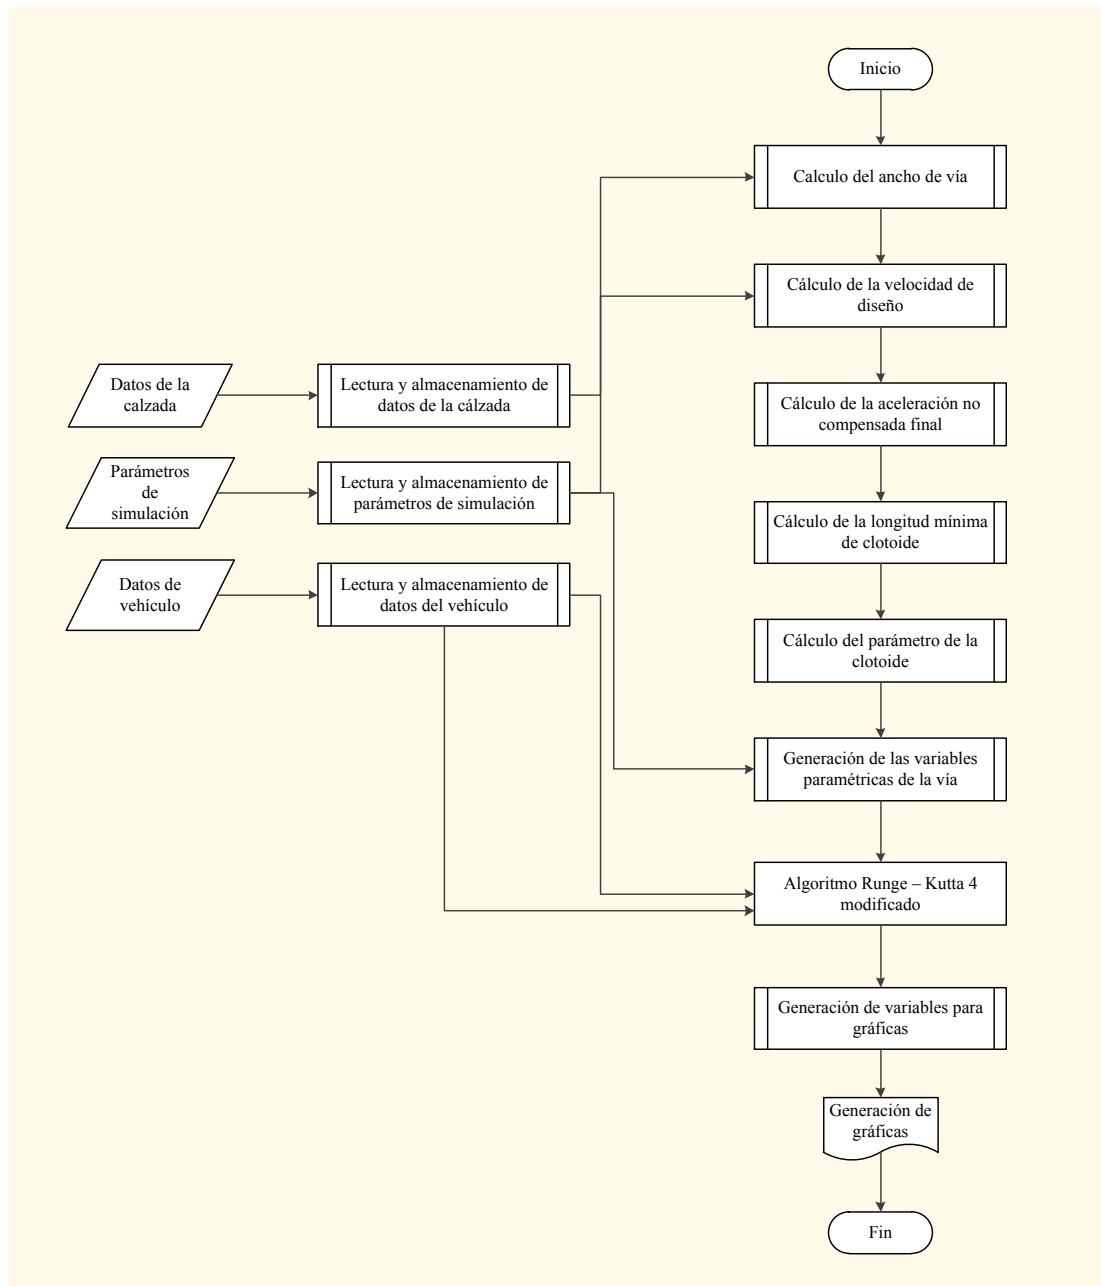 Inicio
Calculo del ancho de vía
Cálculo de la velocidad de
diseño
Datos de la
calzada
Lectura y almacenamiento de
datos de la cálzada
Cálculo de la aceleración no
compensada final
Parámetros
de
simulación
Lectura y almacenamiento de
parámetros de simulación
Cálculo de la longitud mínima
de clotoide
Datos de
vehículo
Lectura y almacenamiento de
datos del vehículo
Cálculo del parámetro de la
clotoide
Generación de las variables
paramétricas de la vía
Algoritmo Runge – Kutta 4
modificado
Generación de variables para
gráficas
Generación de
gráficas
Fin